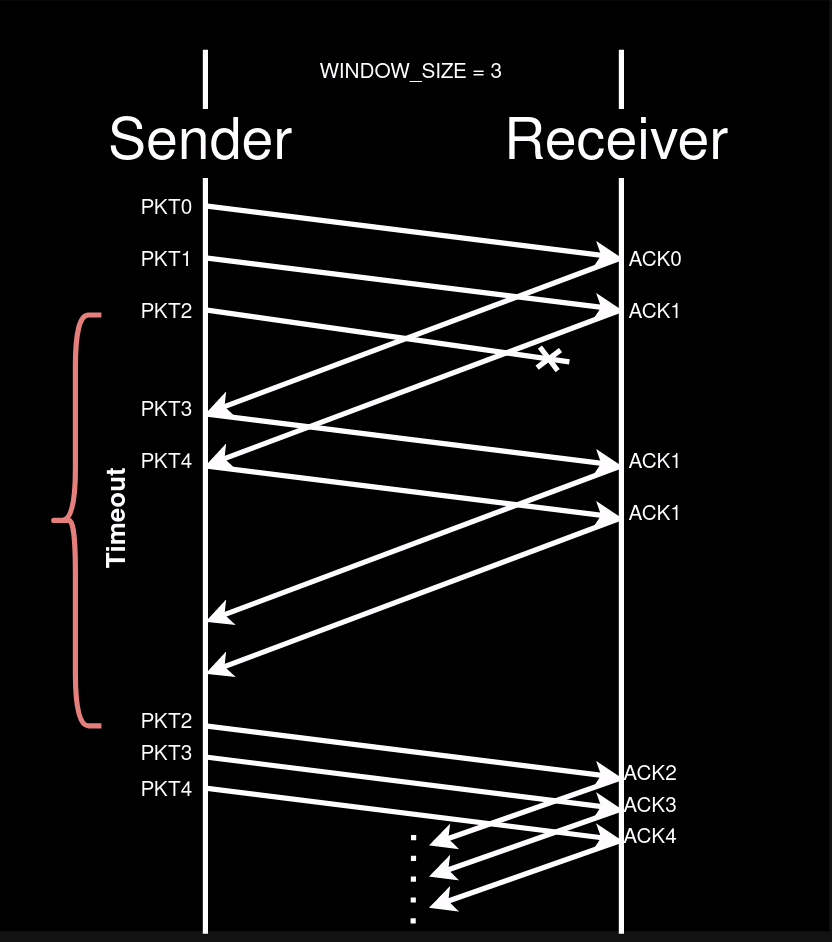 WINDOW_SIZE = 3
Sender
Receiver
PKT0
PKT1
ACK0
PKT2
ACK1
PKT3
PKT4
ACK1
Timeout
ACK1
PKT2
PKT3
ACK2
PKT4
ACK3
ACK4